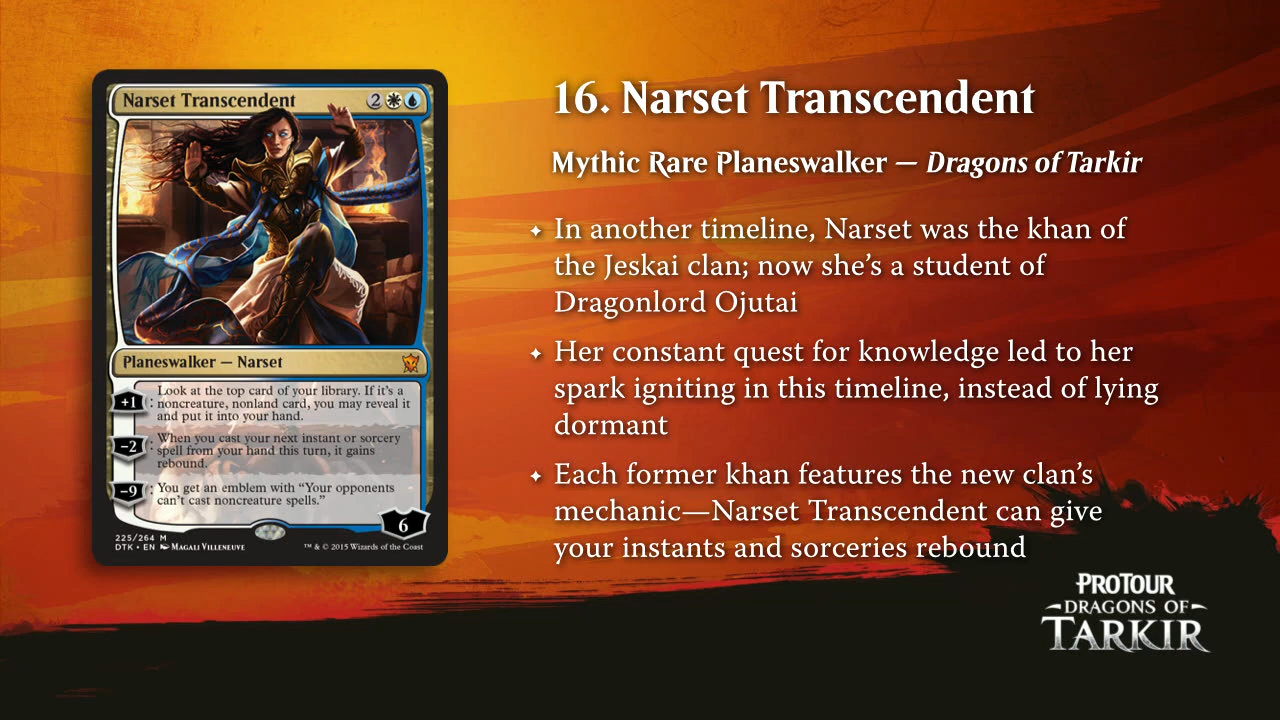 Narset Transcendent 2
Planeswalker — Narset
+1: Look at the top card of your library. If it's a
noncreature, nonland card, you may reveal it
and put it into your hand.
-2: When you cast your next instant or sorcery
spell from your hand this turn, it gains
rebound.
-9: You get an emblem with “Your opponents
can't cast noncreature spells.”
6
225/264 M
DTK • EN Magali Villeneuve ™ & © 2015 Wizards of the Coast
16. Narset Transcendent
Mythic Rare Planeswalker — Dragons of Tarkir
In another timeline, Narset was the khan of
the Jeskai clan; now she's a student of
Dragonlord Ojutai
Her constant quest for knowledge led to her
spark igniting in this timeline, instead of lying
dormant
Each former khan features the new clan's
mechanic—Narset Transcendent can give
your instants and sorceries rebound
PROTOUR
DRAGONS OF
TARKIR